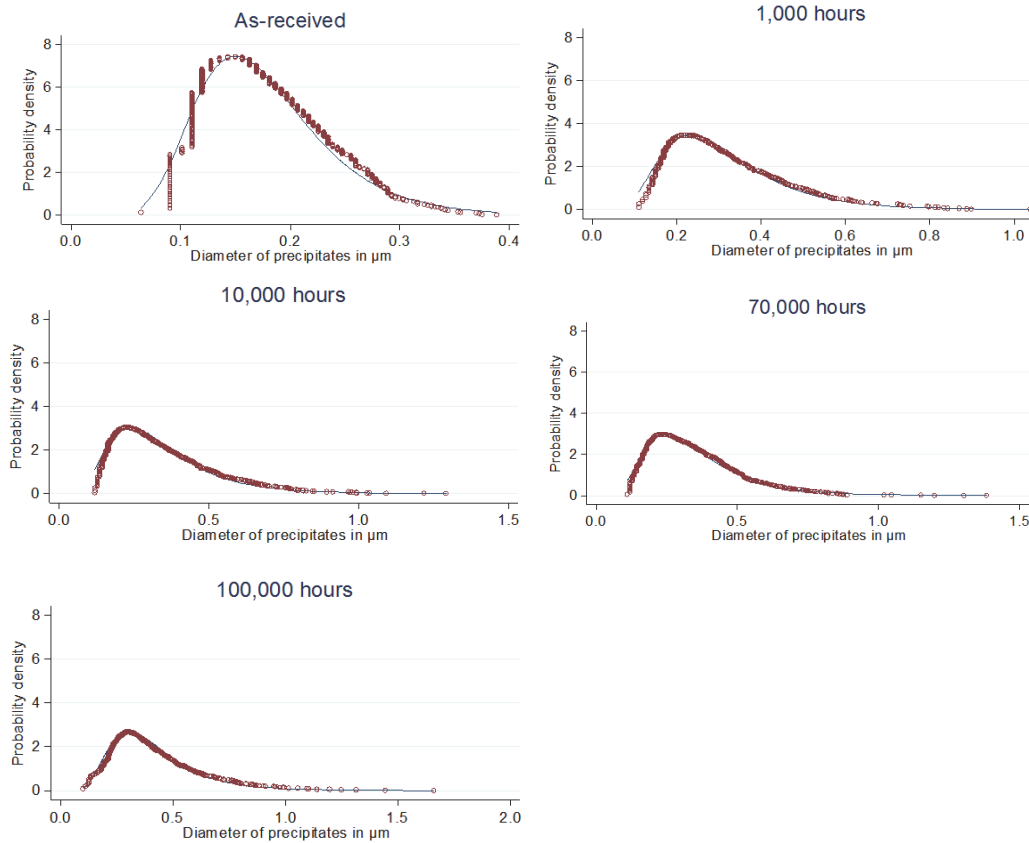 As-received
Probability density
8
6
4
2
0
0.0 0.1 0.2 0.3 0.4
Diameter of precipitates in μm
1,000 hours
Probability density
8
6
4
2
0
0.0 0.2 0.4 0.6 0.8 1.0
Diameter of precipitates in μm
10,000 hours
Probability density
8
6
4
2
0
0.0 0.5 1.0 1.5
Diameter of precipitates in μm
70,000 hours
Probability density
8
6
4
2
0
0.0 0.5 1.0 1.5
Diameter of precipitates in μm
100,000 hours
Probability density
8
6
4
2
0
0.0 0.5 1.0 1.5 2.0
Diameter of precipitates in μm